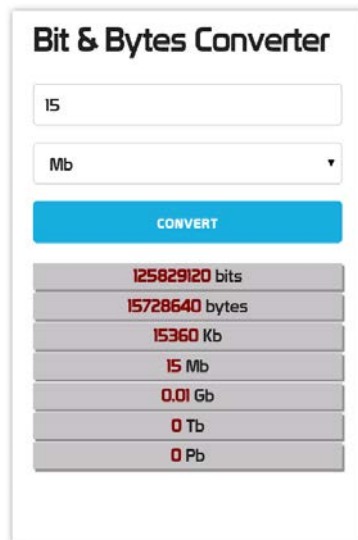 Bit & Bytes Converter
15
Mb
CONVERT
125829120 bits
15728640 bytes
15360 Kb
15 Mb
0.01 Gb
0 Tb
0 Pb